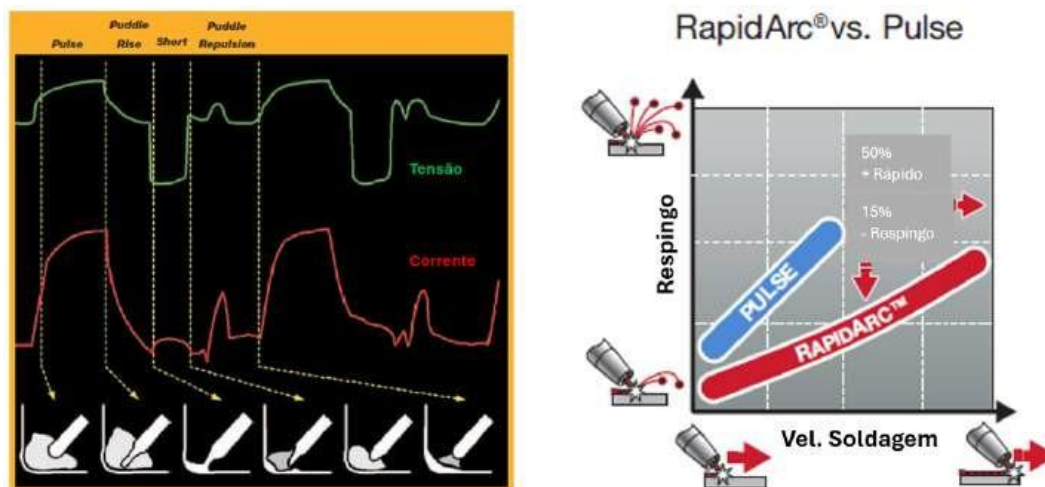 Pulse
Puddle
Rise
Short
Puddle
Repulsion
Tensão
Corrente
RapidArc® vs. Pulse
Respingo
50%
+ Rápido
15%
- Respingo
PULSE
RAPIDARC™
Vel. Soldagem